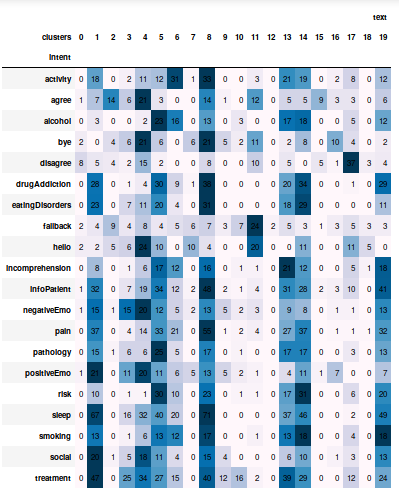 text
clusters 0 1 2 3 4 5 6 7 8 9 10 11 12 13 14 15 16 17 18 19
intent
activity 0 18 0 2 11 12 31 1 33 0 0 3 0 21 19 0 2 8 0 12
agree 1 7 14 6 21 3 0 0 14 1 0 12 0 5 5 9 3 3 0 6
alcohol 0 3 0 0 2 23 16 0 13 0 3 0 0 17 18 0 0 5 0 12
bye 2 0 4 6 21 6 0 6 21 5 2 11 0 2 8 0 10 4 0 2
disagree 8 5 4 2 15 2 0 0 8 0 0 10 0 5 0 5 1 37 3 4
drugAddiction 0 28 0 1 4 30 9 1 38 0 0 0 0 20 34 0 0 1 0 29
eatingDisorders 0 23 0 7 11 20 4 0 31 0 0 0 0 18 29 0 0 0 0 11
fallback 2 4 9 4 8 4 5 6 7 3 7 24 2 5 3 1 3 5 3 3
hello 2 2 5 6 24 10 0 10 4 0 0 20 0 0 11 0 0 11 5 0
incomprehension 0 8 0 1 6 17 12 0 16 0 1 1 0 21 12 0 0 5 1 18
infoPatient 1 32 0 7 19 34 12 2 48 2 1 4 0 31 28 2 3 10 0 41
negativeEmo 1 15 1 15 20 12 5 2 13 5 2 3 0 9 8 0 1 1 0 13
pain 0 37 0 4 14 33 21 0 55 1 2 4 0 27 37 0 1 1 1 32
pathology 0 15 1 6 6 25 5 0 17 0 1 0 0 17 17 0 0 3 0 13
positiveEmo 1 21 0 11 20 11 6 5 13 5 2 1 0 4 11 1 7 0 0 7
risk 0 10 0 1 1 30 10 0 23 0 1 1 0 17 31 0 0 6 0 20
sleep 0 67 0 16 32 40 20 0 71 0 0 0 0 37 46 0 0 2 0 49
smoking 0 13 0 1 6 13 12 0 17 0 0 1 0 13 18 0 0 4 0 18
social 0 20 1 5 18 11 4 0 15 4 0 0 0 6 10 0 1 3 0 13
treatment 0 47 0 25 34 27 15 0 40 12 16 2 0 39 29 0 0 12 0 24